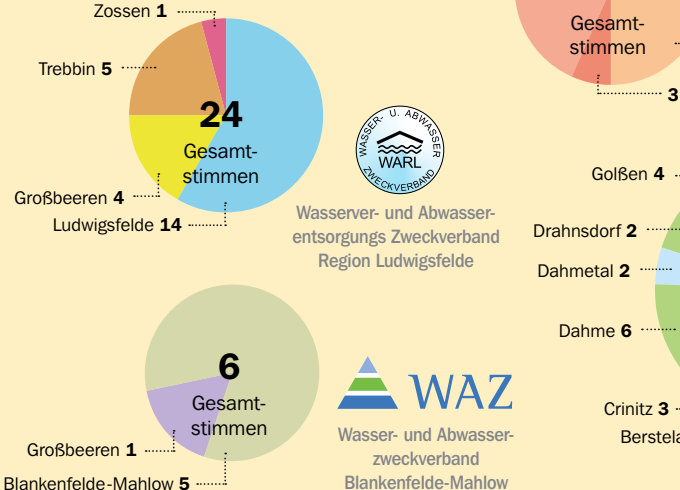 Zossen 1
Trebbin 5
24
Gesamt-
stimmen
Großbeeren 4
Ludwigsfelde 14
WASSER- U. ABWASSER
WARL
ZWECKVERBAND
Wasserver- und Abwasser-
entsorgungs Zweckverband
Region Ludwigsfelde
6
Gesamt-
stimmen
Großbeeren 1
Blankenfelde-Mahlow 5
WAZ
Wasser- und Abwasser-
zweckverband
Blankenfelde-Mahlow
Gesamt-
stimmen
3
Golßen 4
Drahnsdorf 2
Dahmetal 2
Dahme 6
Crinitz 3